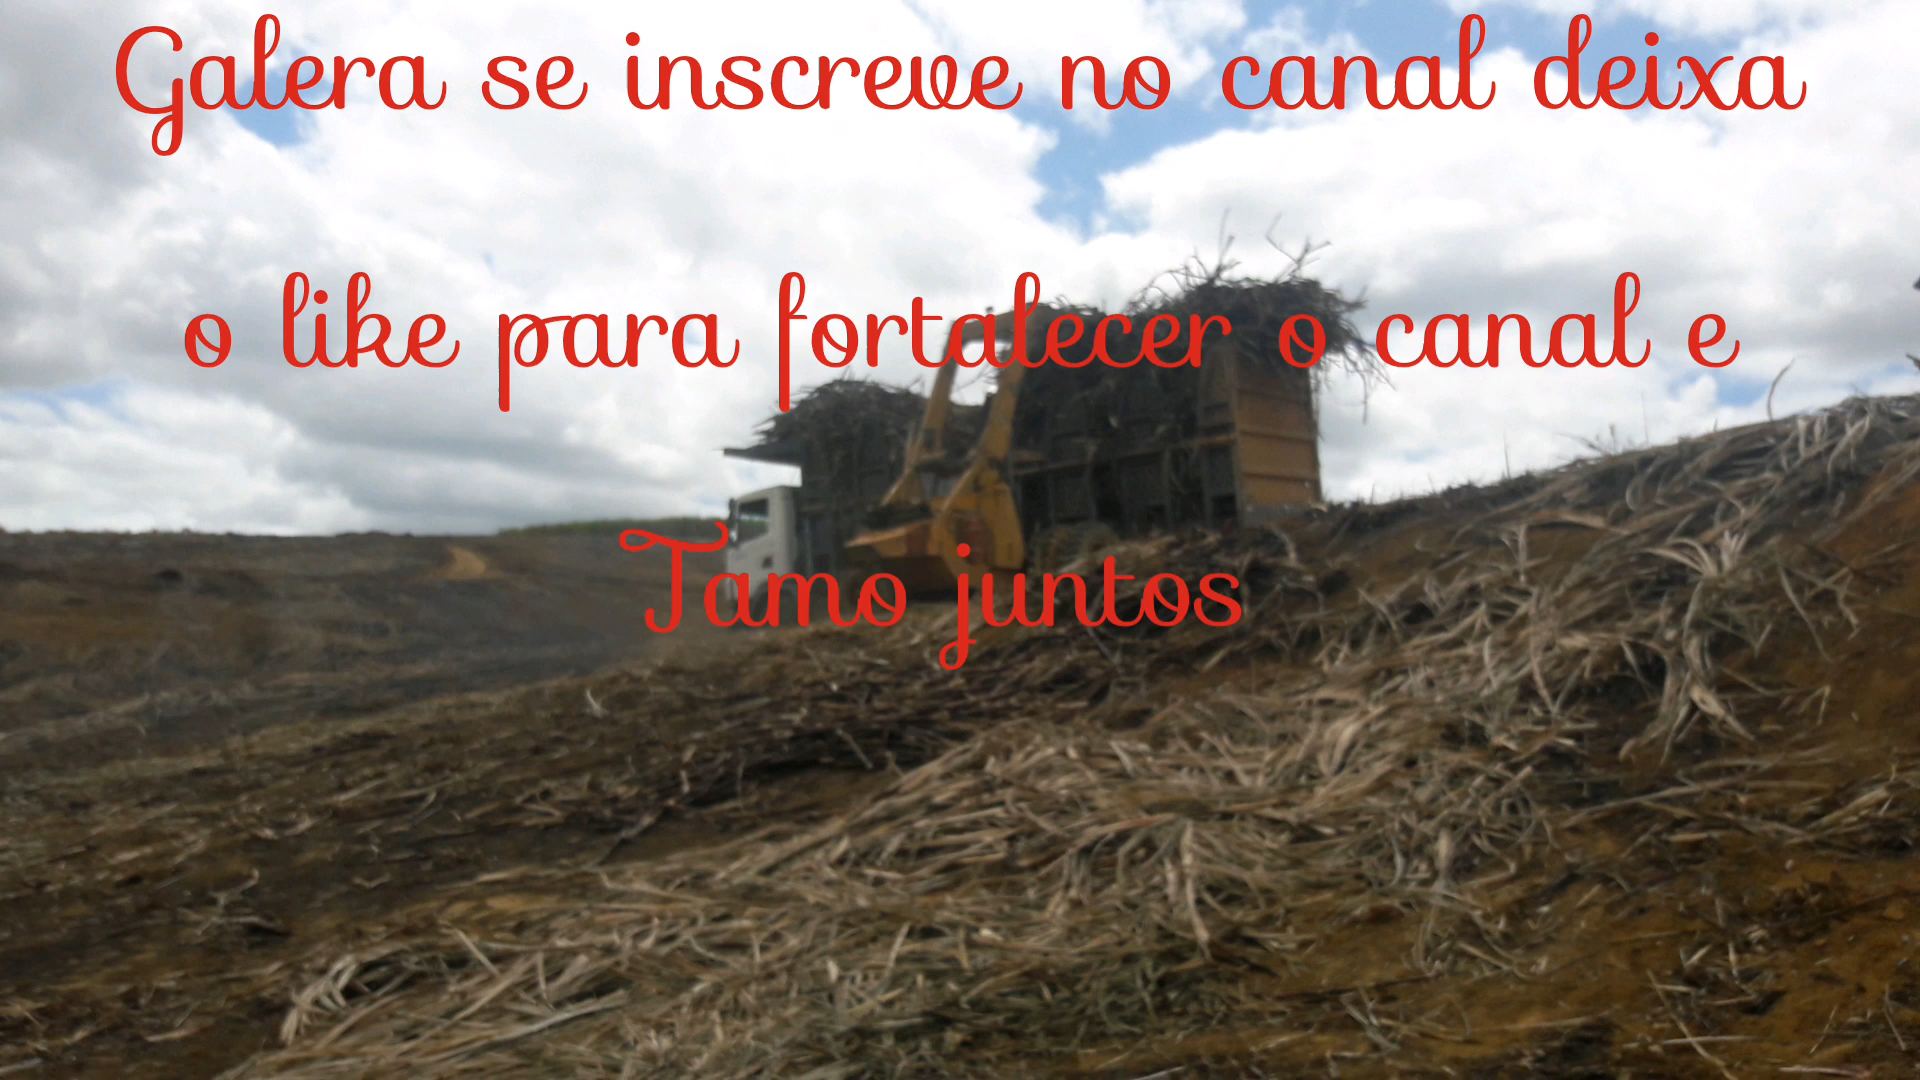 Galera se inscreve no canal deixa
o like para fortalecer o canal e
Tamo juntos